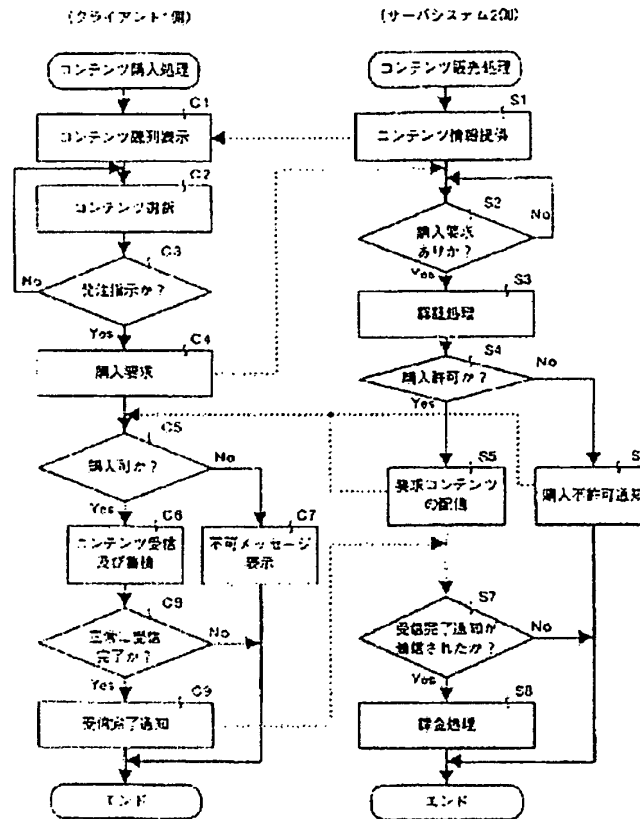 (クライアント1側)
コンテンツ購入処理
C1
コンテンツ陳列表示
C2
コンテンツ選択
C3
発注指示か？
No
Yes
C4
購入要求
C5
購入可か？
No
Yes
C6
コンテンツ受信
及び蓄積
C7
不可メッセージ
表示
C8
正常に受信
完了か？
No
Yes
C9
受信完了通知
エンド
(サーバシステム200)
コンテンツ販売処理
S1
コンテンツ情報提供
S2
購入要求
ありか？
No
Yes
S3
認証処理
S4
購入許可か？
No
Yes
S5
要求コンテンツ
の配信
S
購入不許可通知
S7
受信完了通知が
No
Yes
S8
課金処理
エンド